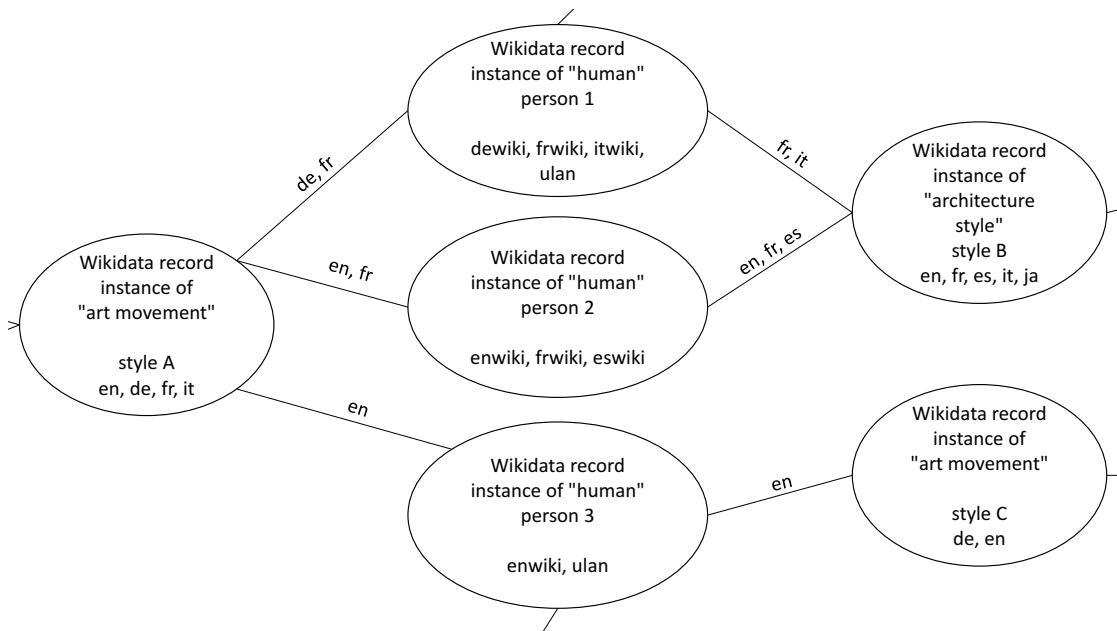 Wikidata record
instance of "human"
person 1
dewiki, frwiki, itwiki,
ulan
de, fr
fr, it
Wikidata record
instance of
"architecture
style"
style B
en, fr, es, it, ja
Wikidata record
instance of "human"
person 2
enwiki, frwiki, eswiki
en, fr
en, fr, es
Wikidata record
instance of
"art movement"
style A
en, de, fr, it
en
Wikidata record
instance of "human"
person 3
enwiki, ulan
en
Wikidata record
instance of
"art movement"
style C
de, en